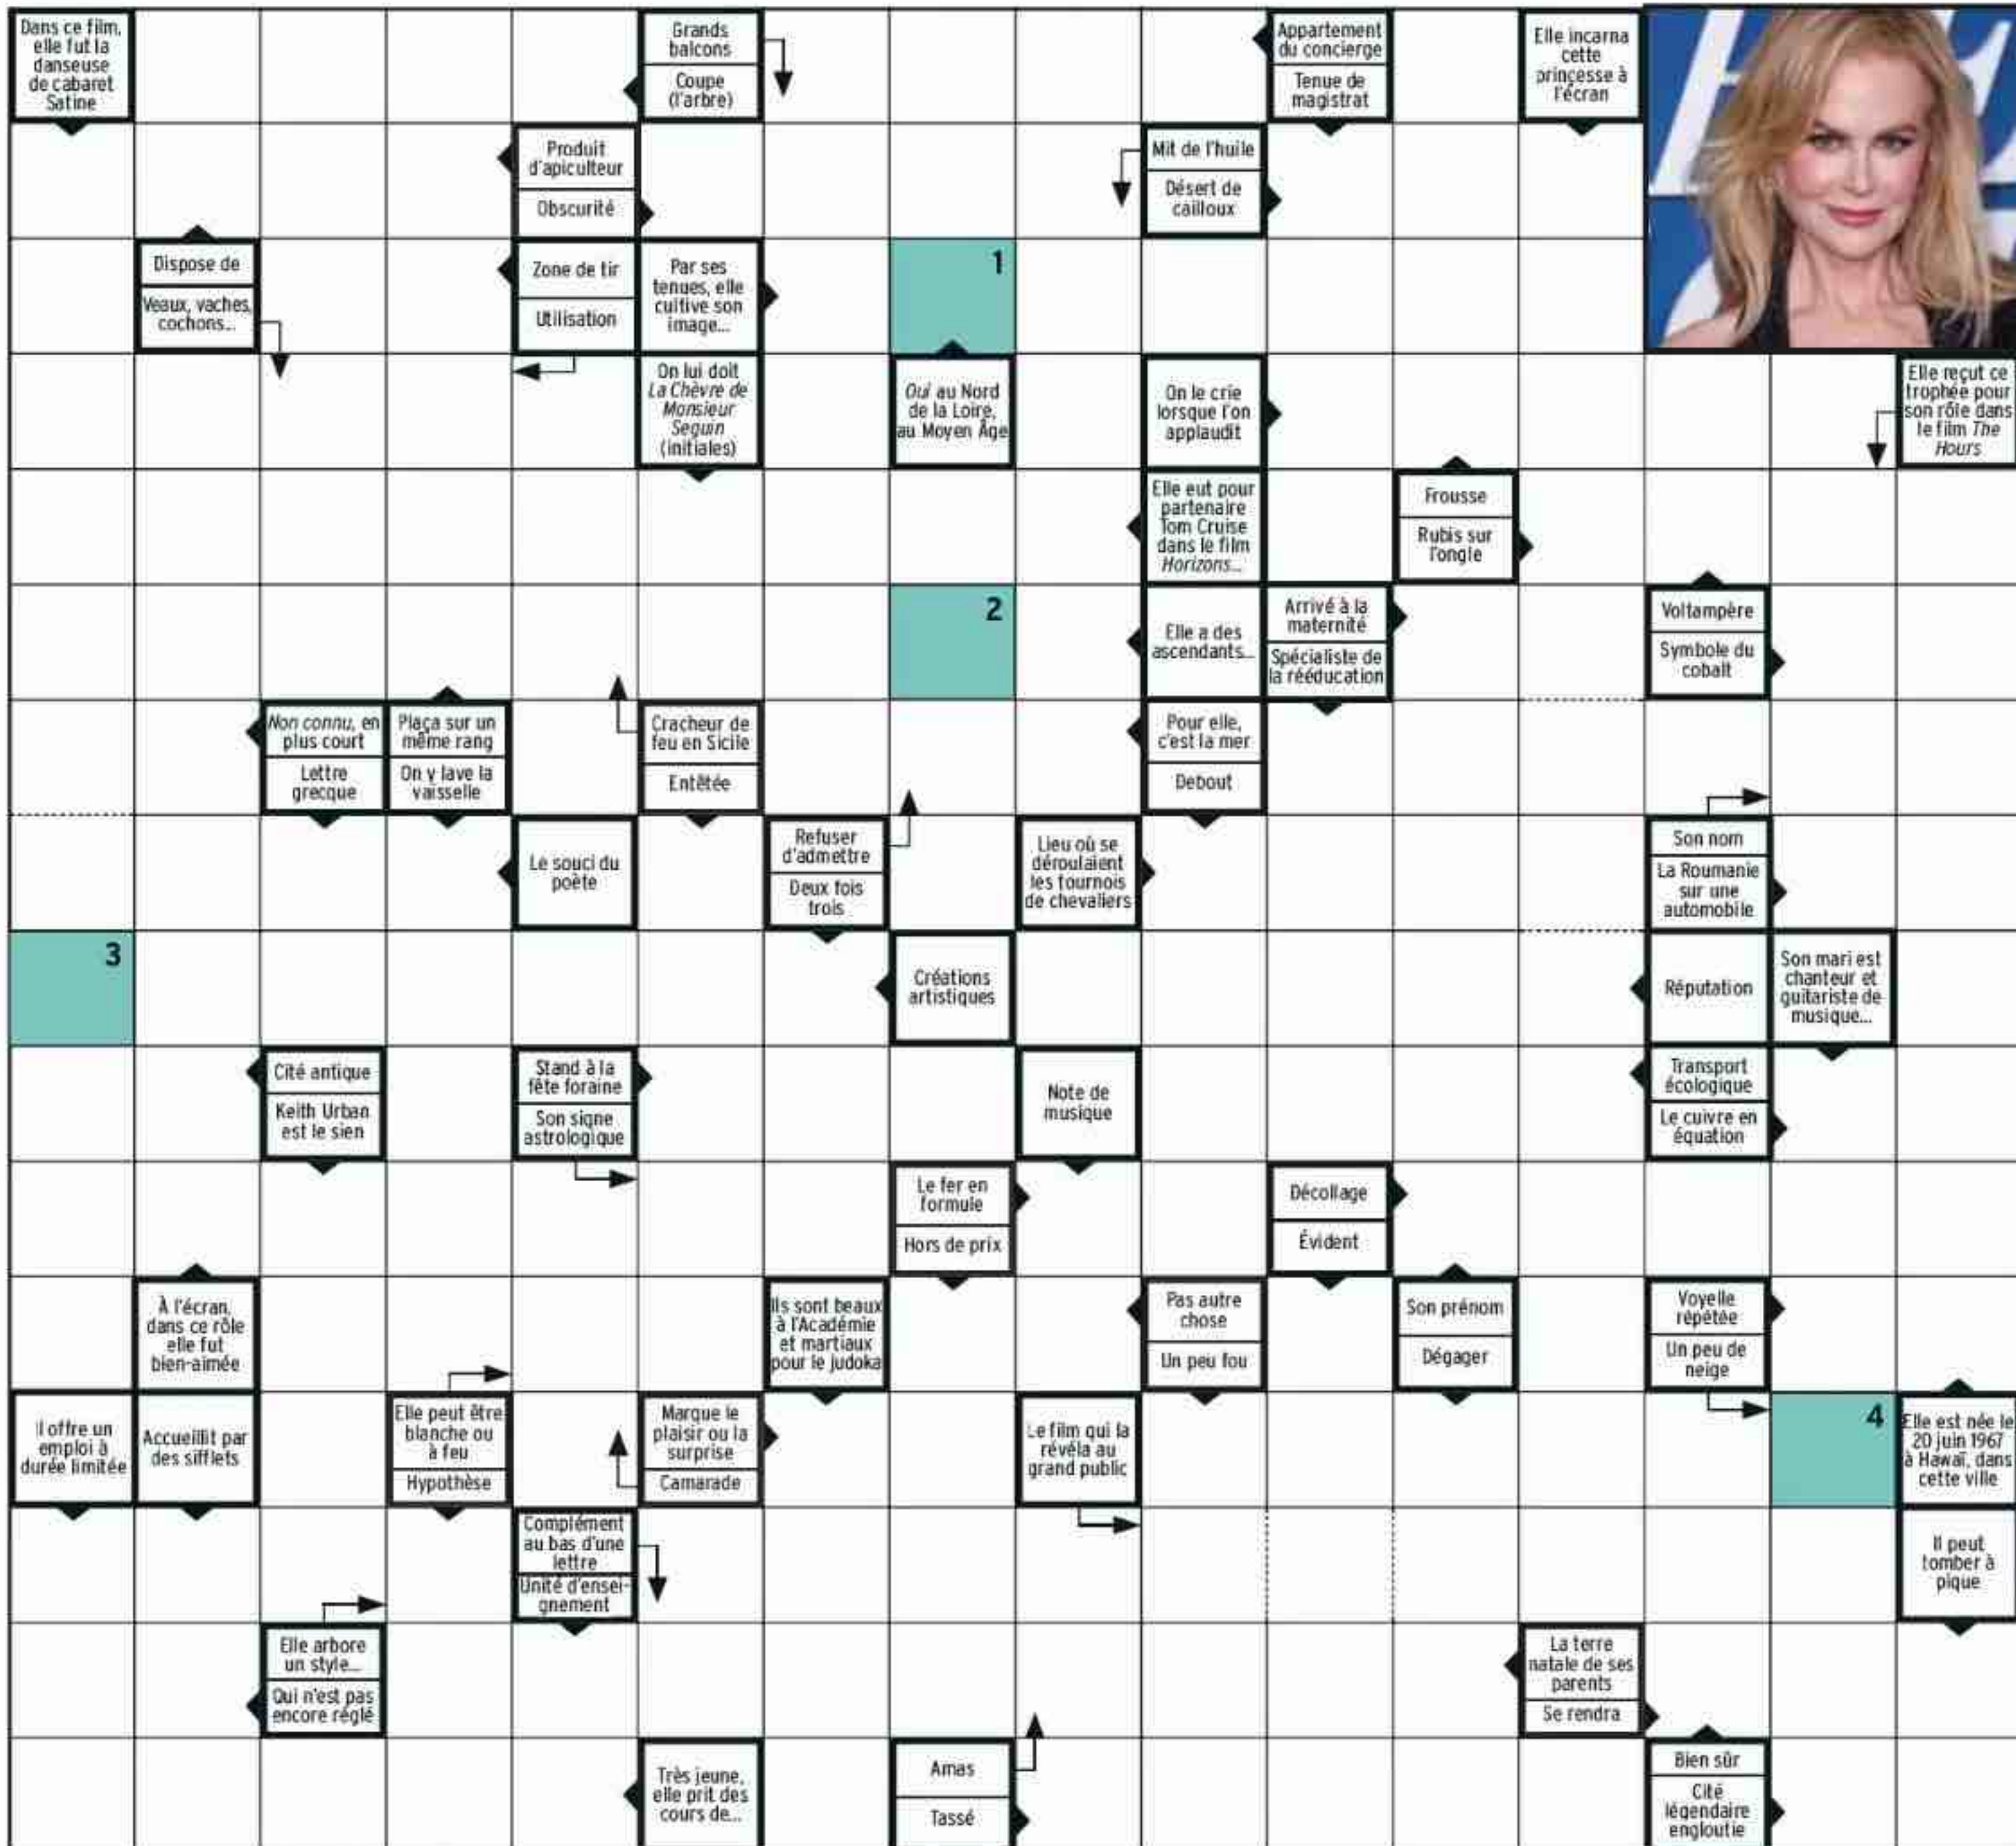 Dans ce film,
elle fut la
danseuse
de cabaret
Satine
Grands
balcons
Coupe
(l'arbre)
Appartement
du concierge
Tenue de
magistrat
Elle incarna
cette
princesse à
l'écran
Produit
d'apiculteur
Obscurité
Mit de l'huile
Désert de
cailloux
Dispose de
Veaux, vaches,
cochons...
Zone de tir
Utilisation
Par ses
tenues, elle
cultive son
image...
1
On lui doit
La Chèvre de
Monsieur
Seguin
(initiales)
Oui au Nord
de la Loire,
au Moyen Âge
On le crie
lorsque l'on
applaudit
Elle reçut ce
trophée pour
son rôle dans
le film The
Hours
Elle eut pour
partenaire
Tom Cruise
dans le film
Horizons...
Frousse
Rubis sur
l'ongle
2
Elle a des
ascendants...
Arrivé à la
maternité
Spécialiste de
la rééducation
Voltampère
Symbole du
cobalt
Non connu, en
plus court
Lettre
grecque
Plaça sur un
même rang
On y lave la
vaisselle
Cracheur de
feu en Sicile
Entêtée
Pour elle,
c'est la mer
Debout
Le souci du
poète
Refuser
d'admettre
Deux fois
trois
Lieu où se
déroulaient
les tournois
de chevaliers
Son nom
La Roumanie
sur une
automobile
3
Créations
artistiques
Réputation
Son mari est
chanteur et
guitariste de
musique...
Cité antique
Keith Urban
est le sien
Stand à la
fête foraine
Son signe
astrologique
Note de
musique
Transport
écologique
Le cuivre en
équation
Le fer en
formule
Hors de prix
Décollage
Évident
À l'écran,
dans ce rôle
elle fut
bien-aimée
Ils sont beaux
à l'Académie
et martiaux
pour le judoka
Pas autre
chose
Un peu fou
Son prénom
Dégager
Voyelle
répétée
Un peu de
neige
Il offre un
emploi à
durée limitée
Accueillit par
des sifflets
Elle peut être
blanche ou
à feu
Hypothèse
Marque le
plaisir ou la
surprise
Camarade
Le film qui la
révéla au
grand public
4
Elle est née le
20 juin 1967
à Hawaï, dans
cette ville
Complément
au bas d'une
lettre
Unité d'ensei-
gnement
Il peut
tomber à
pique
Elle arbore
un style...
Qui n'est pas
encore réglé
La terre
natale de ses
parents
Se rendra
Très jeune,
elle prit des
cours de...
Amas
Tassé
Bien sûr
Cité
légendaire
engloutie